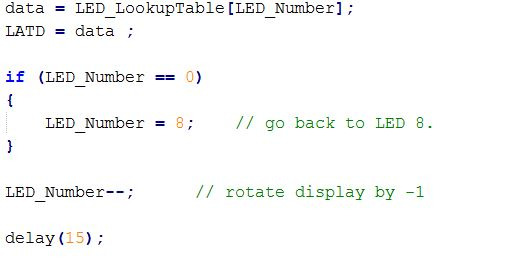 data = LED_LookupTable[LED_Number];
LATD = data ;
if (LED_Number == 0)
{
LED_Number = 8; // go back to LED 8.
}
LED_Number--; // rotate display by -1
delay(15);